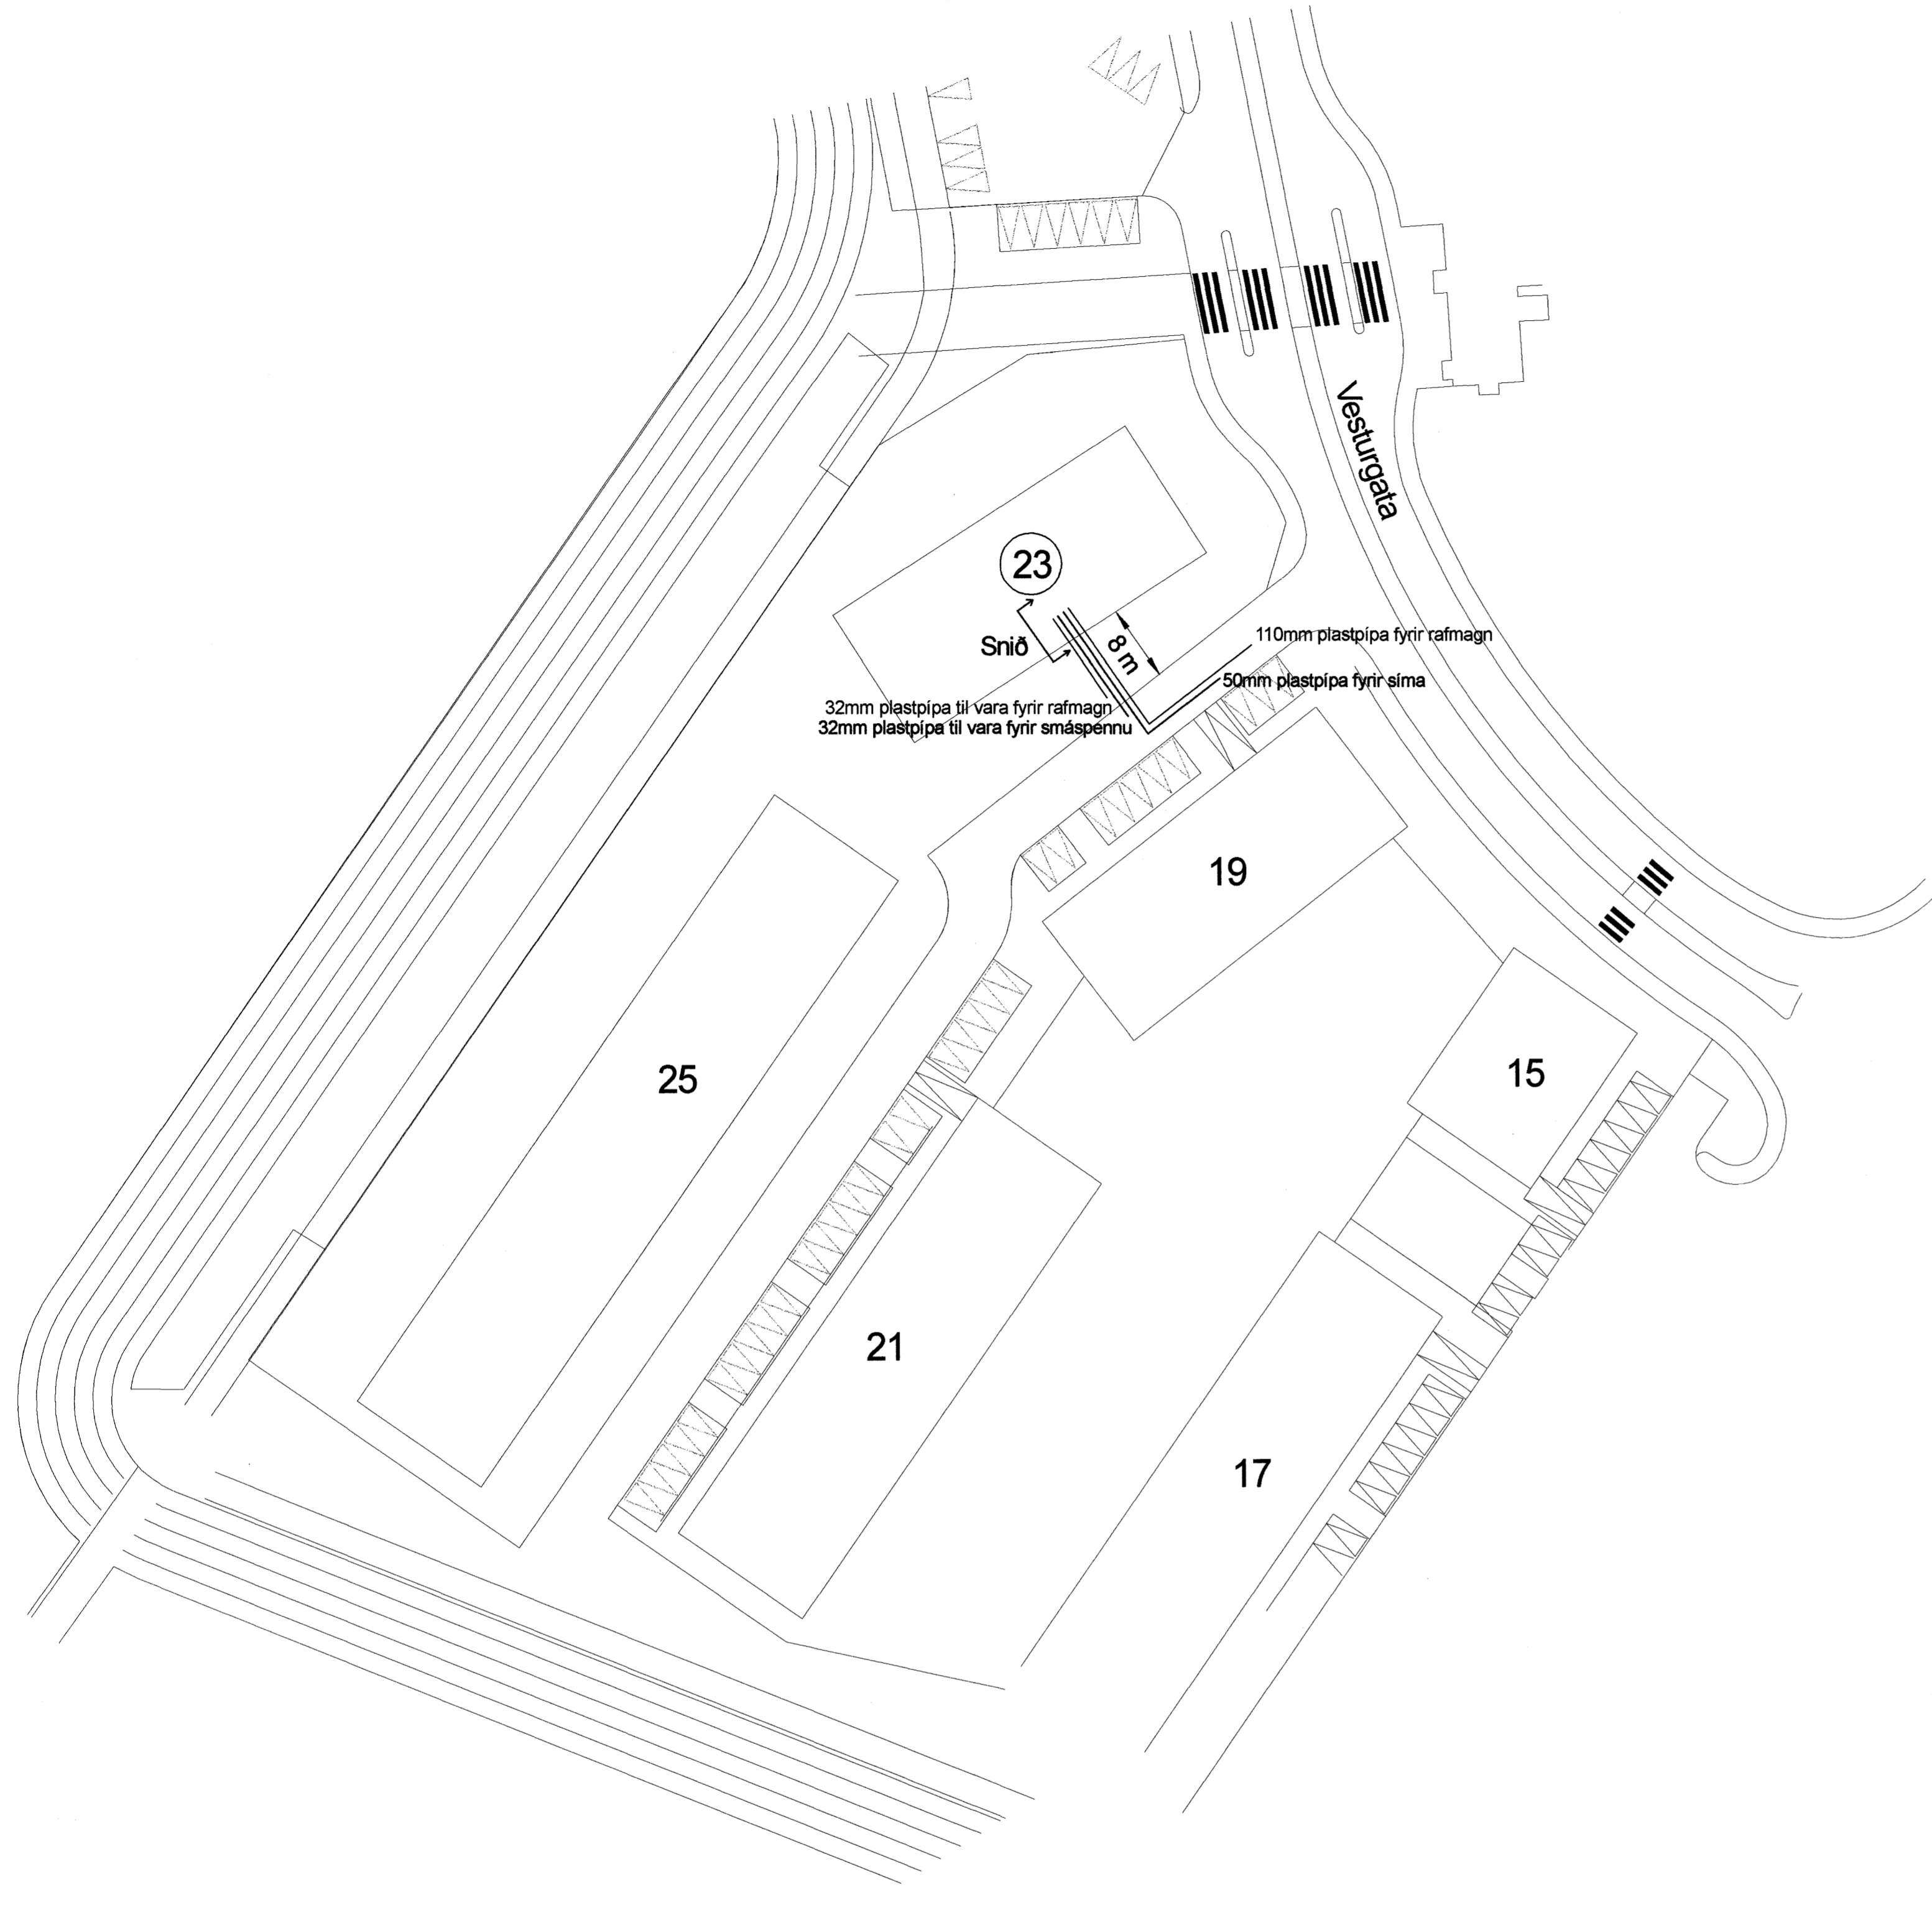 Vesturgata
23
Snið
8 m
110mm plastpípa fyrir rafmagn
50mm plastpípa fyrir síma
32mm plastpípa til vara fyrir rafmagn
32mm plastpípa til vara fyrir smáspennu
19
25
15
21
17